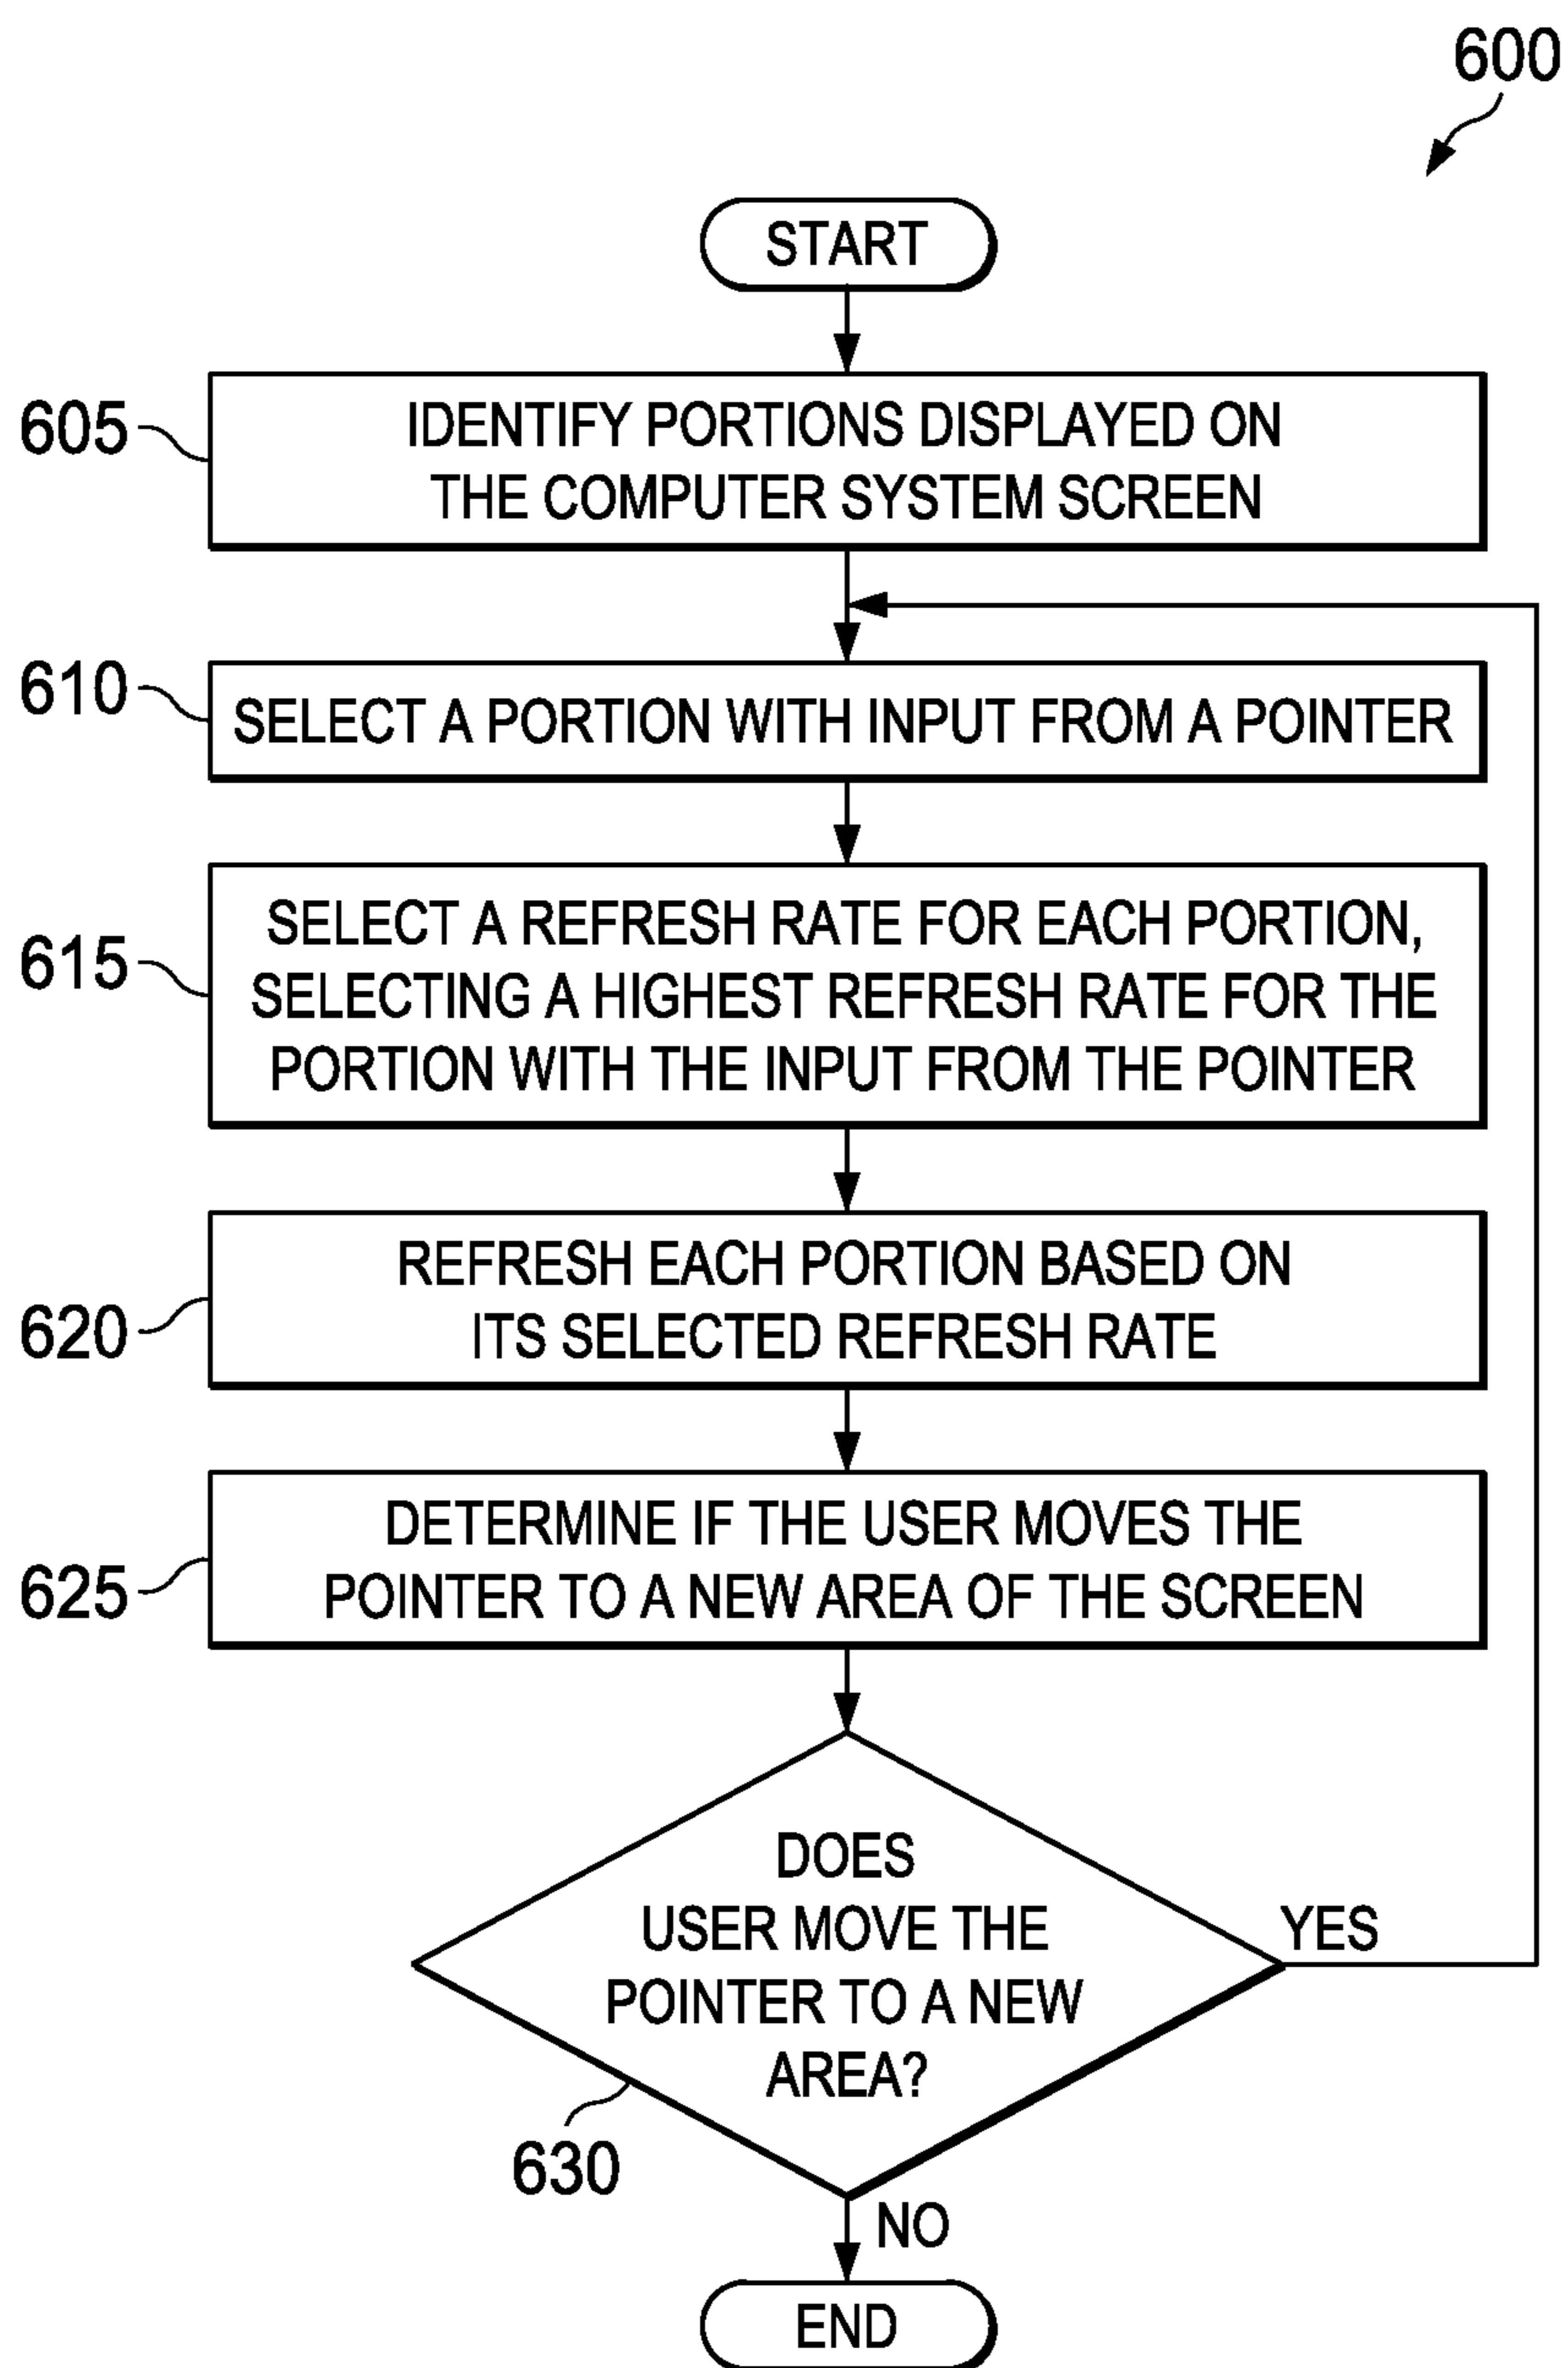 600
START
605
IDENTIFY PORTIONS DISPLAYED ON
THE COMPUTER SYSTEM SCREEN
610
SELECT A PORTION WITH INPUT FROM A POINTER
615
SELECT A REFRESH RATE FOR EACH PORTION,
SELECTING A HIGHEST REFRESH RATE FOR THE
PORTION WITH THE INPUT FROM THE POINTER
620
REFRESH EACH PORTION BASED ON
ITS SELECTED REFRESH RATE
625
DETERMINE IF THE USER MOVES THE
POINTER TO A NEW AREA OF THE SCREEN
DOES
USER MOVE THE
POINTER TO A NEW
AREA?
YES
630
NO
END